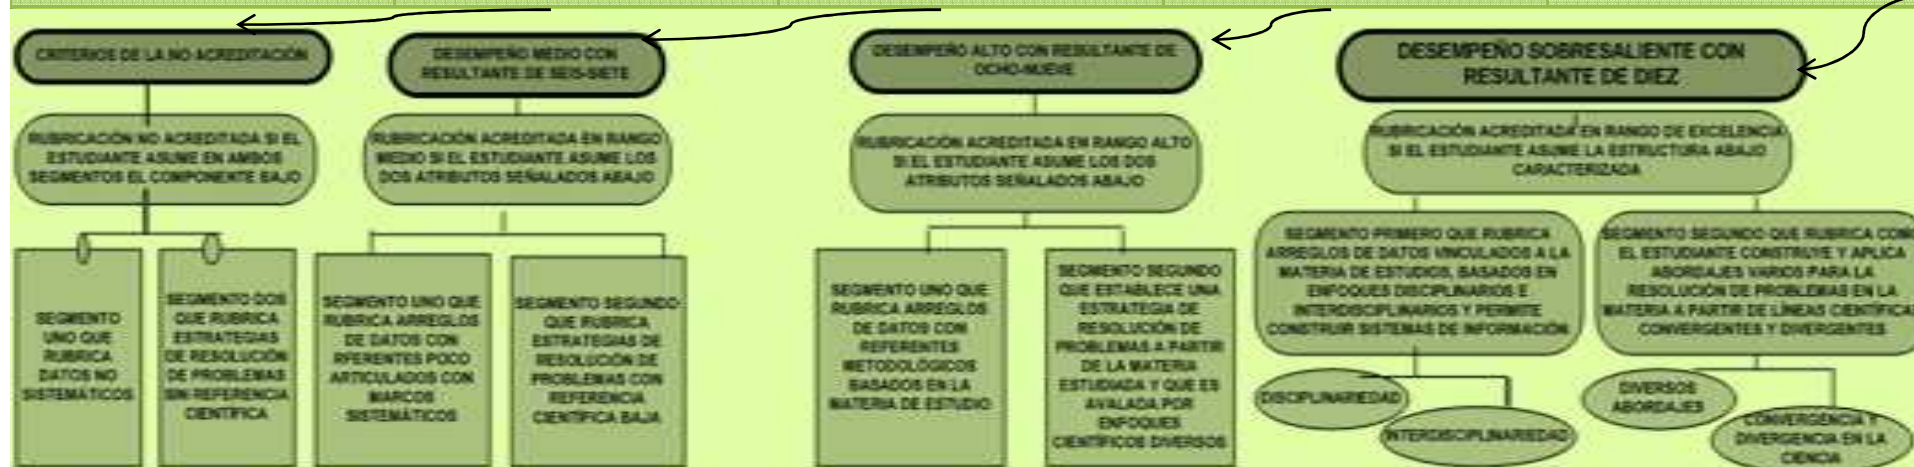 CRITERIOS DE LA NO ACREDITACIÓN
RUBRICACIÓN NO ACREDITADA SI EL
ESTUDIANTE ASUME EN AMBOS
SEGMENTOS EL COMPONENTE BAJO
SEGMENTO
UNO QUE
RUBRICA
DATOS NO
SISTEMÁTICOS
SEGMENTO DOS
QUE RUBRICA
ESTRATEGIAS
DE RESOLUCIÓN
DE PROBLEMAS
SIN REFERENCIA
CIENTÍFICA
DESEMPEÑO MEDIO CON
RESULTANTE DE SEIS-SIETE
RUBRICACIÓN ACREDITADA EN RANGO
MEDIO SI EL ESTUDIANTE ASUME LOS
DOS ATRIBUTOS SEÑALADOS ABAJO
SEGMENTO UNO QUE
RUBRICA ARREGLOS
DE DATOS CON
RFERENTES POCO
ARTICULADOS CON
MARCOS
SISTEMÁTICOS
SEGMENTO SEGUNDO
QUE RUBRICA
ESTRATEGIAS DE
RESOLUCIÓN DE
PROBLEMAS CON
REFERENCIA
CIENTÍFICA BAJA
DESEMPEÑO ALTO CON RESULTANTE DE
OCHO-NUEVE
RUBRICACIÓN ACREDITADA EN RANGO ALTO
SI EL ESTUDIANTE ASUME LOS DOS
ATRIBUTOS SEÑALADOS ABAJO
SEGMENTO UNO QUE
RUBRICA ARREGLOS
DE DATOS CON
REFERENTES
METODOLÓGICOS
BASADOS EN LA
MATERIA DE ESTUDIO
SEGMENTO SEGUNDO
QUE ESTABLECE UNA
ESTRATEGIA DE
RESOLUCIÓN DE
PROBLEMAS A PARTIR
DE LA MATERIA
ESTUDIADA Y QUE ES
AVALADA POR
ENFOQUES
CIENTÍFICOS DIVERSOS
DESEMPEÑO SOBRESALIENTE CON
RESULTANTE DE DIEZ
RUBRICACIÓN ACREDITADA EN RANGO DE EXCELENCIA
SI EL ESTUDIANTE ASUME LA ESTRUCTURA ABAJO
CARACTERIZADA
SEGMENTO PRIMERO QUE RUBRICA
ARREGLOS DE DATOS VINCULADOS A LA
MATERIA DE ESTUDIOS, BASADOS EN
ENFOQUES DISCIPLINARIOS E
INTERDISCIPLINARIOS Y PERMITE
CONSTRUIR SISTEMAS DE INFORMACIÓN
DISCIPLINARIEDAD
INTERDISCIPLINARIEDAD
SEGMENTO SEGUNDO QUE RUBRICA COMO
EL ESTUDIANTE CONSTRUYE Y APLICA
ABORDAJES VARIOS PARA LA
RESOLUCIÓN DE PROBLEMAS EN LA
MATERIA A PARTIR DE LÍNEAS CIENTÍFICAS
CONVERGENTES Y DIVERGENTES
DIVERSOS
ABORDAJES
CONVERGENCIA Y
DIVERGENCIA EN LA
CIENCIA